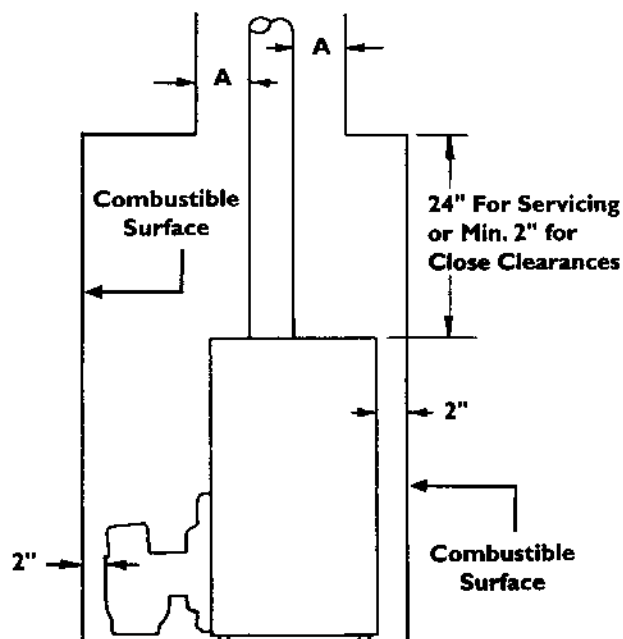 A
A
Combustible
Surface
24" For Servicing
or Min. 2" for
Close Clearances
2"
2"
Combustible
Surface